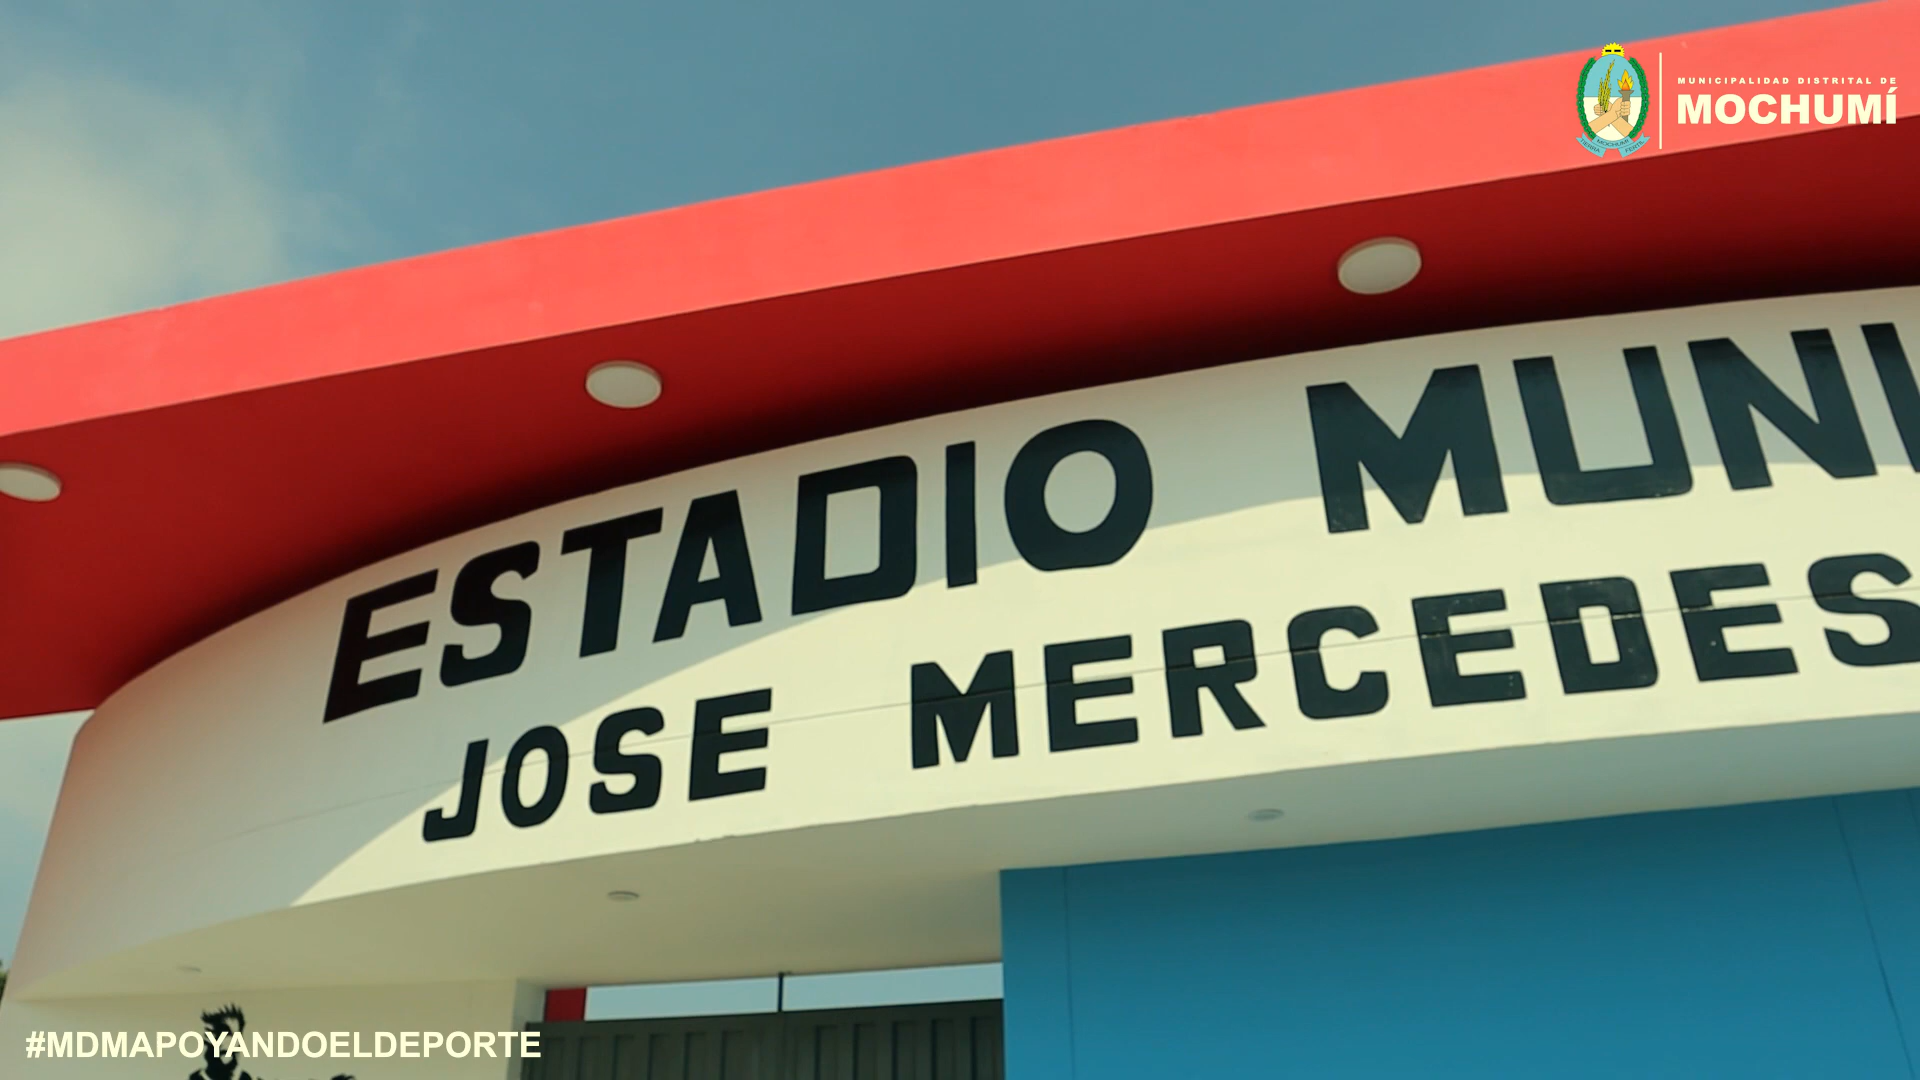 MUNICIPALIDAD DISTRITAL DE
MOCHUMÍ
ESTADIO MUNI
JOSE MERCEDES
#MDMAPOYANDOELDEPORTE